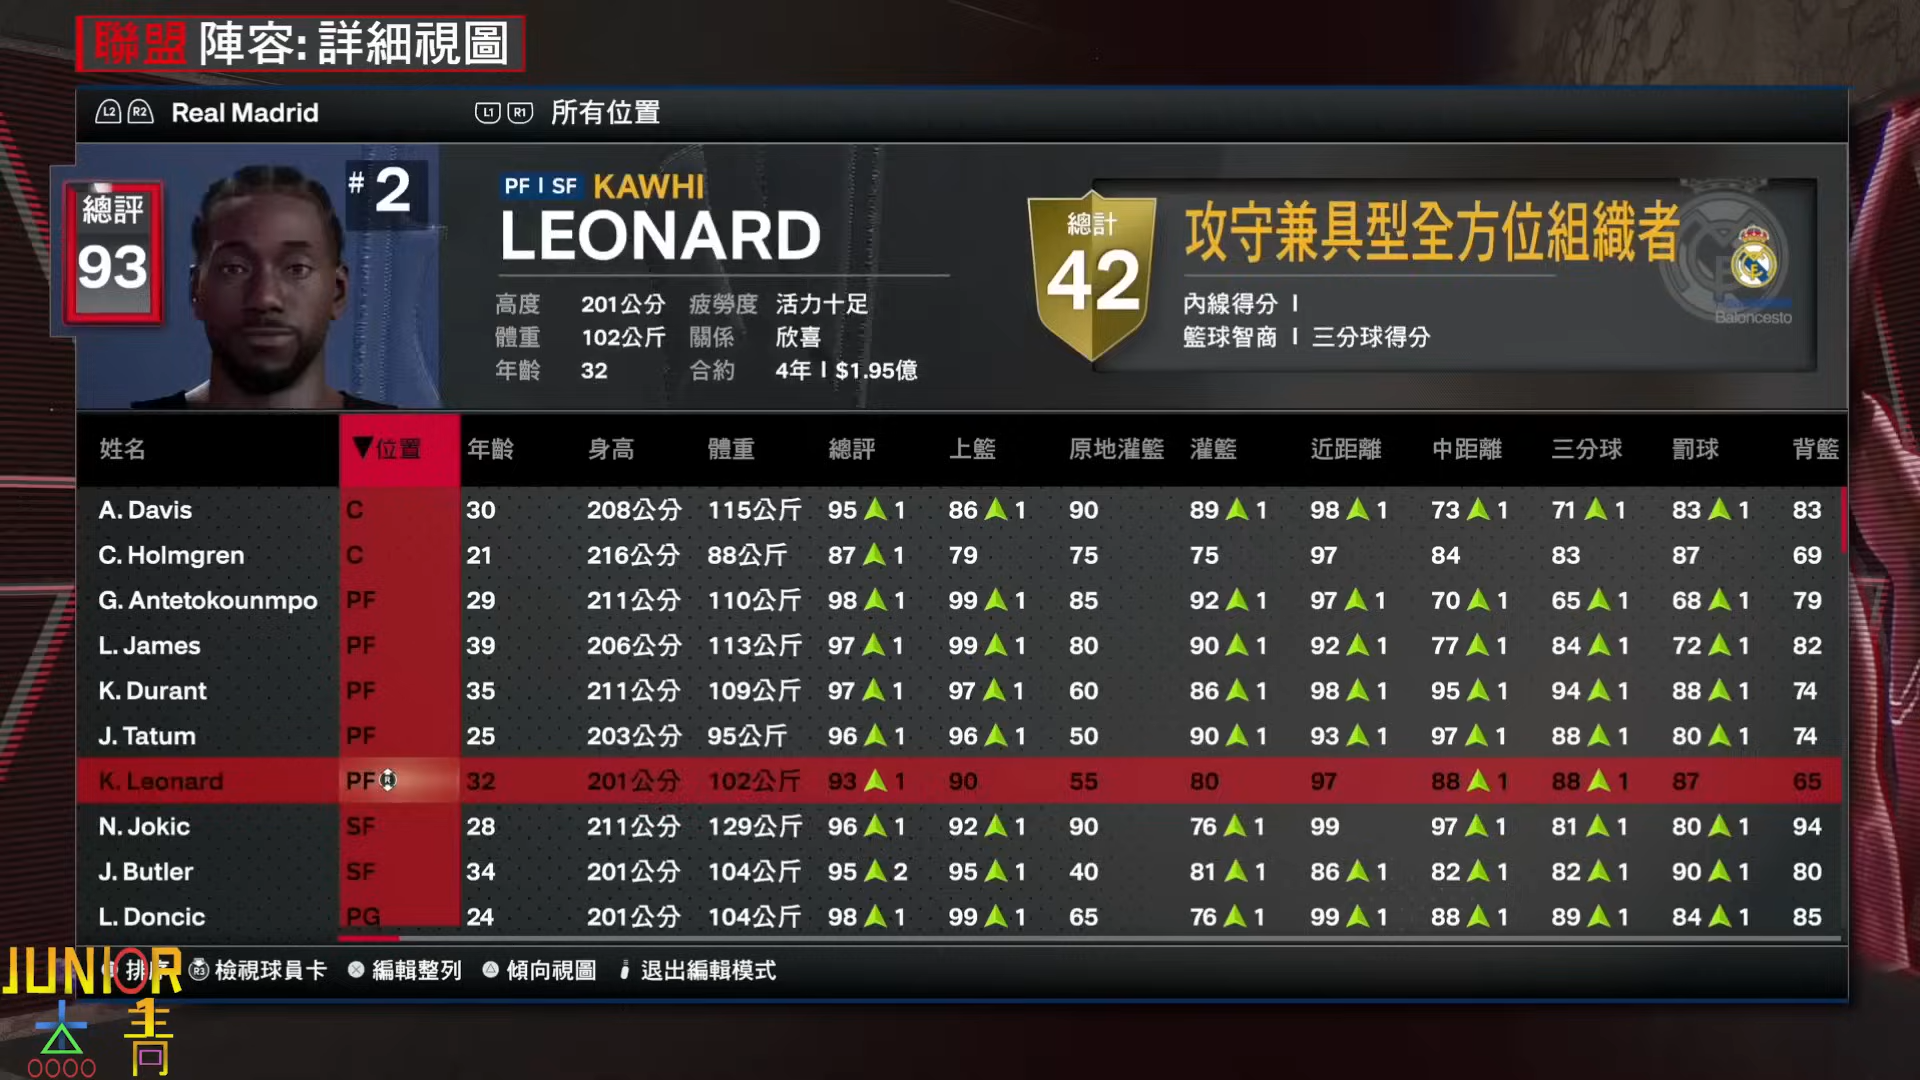 聯盟 陣容: 詳細視圖
L2 R2 Real Madrid L1 R1 所有位置
總評 93
# 2
PF | SF KAWHI
LEONARD
高度 201公分 疲勞度 活力十足
體重 102公斤 關係 欣喜
年齡 32 合約 4年 | $1.95億
總計 42
攻守兼具型全方位組織者
內線得分 |
籃球智商 | 三分球得分
Baloncesto
姓名 ▼位置 年齡 身高 體重 總評 上籃 原地灌籃 灌籃 近距離 中距離 三分球 罰球 背籃
A. Davis C 30 208公分 115公斤 95 ▲ 1 86 ▲ 1 90 89 ▲ 1 98 ▲ 1 73 ▲ 1 71 ▲ 1 83 ▲ 1 83
C. Holmgren C 21 216公分 88公斤 87 ▲ 1 79 75 75 97 84 83 87 69
G. Antetokounmpo PF 29 211公分 110公斤 98 ▲ 1 99 ▲ 1 85 92 ▲ 1 97 ▲ 1 70 ▲ 1 65 ▲ 1 68 ▲ 1 79
L. James PF 39 206公分 113公斤 97 ▲ 1 99 ▲ 1 80 90 ▲ 1 92 ▲ 1 77 ▲ 1 84 ▲ 1 72 ▲ 1 82
K. Durant PF 35 211公分 109公斤 97 ▲ 1 97 ▲ 1 60 86 ▲ 1 98 ▲ 1 95 ▲ 1 94 ▲ 1 88 ▲ 1 74
J. Tatum PF 25 203公分 95公斤 96 ▲ 1 96 ▲ 1 50 90 ▲ 1 93 ▲ 1 97 ▲ 1 88 ▲ 1 80 ▲ 1 74
K. Leonard PF R 32 201公分 102公斤 93 ▲ 1 90 55 80 97 88 ▲ 1 88 ▲ 1 87 65
N. Jokic SF 28 211公分 129公斤 96 ▲ 1 92 ▲ 1 90 76 ▲ 1 99 97 ▲ 1 81 ▲ 1 80 ▲ 1 94
J. Butler SF 34 201公分 104公斤 95 ▲ 2 95 ▲ 1 40 81 ▲ 1 86 ▲ 1 82 ▲ 1 82 ▲ 1 90 ▲ 1 80
L. Doncic PG 24 201公分 104公斤 98 ▲ 1 99 ▲ 1 65 76 ▲ 1 99 ▲ 1 88 ▲ 1 89 ▲ 1 84 ▲ 1 85
排序 R3 檢視球員卡 編輯整列 傾向視圖 退出編輯模式
JUNIOR